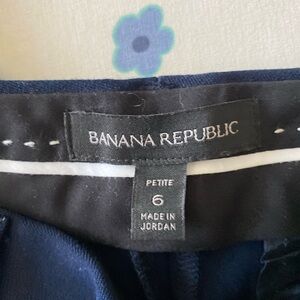 BANANA REPUBLIC
PETITE
6
MADE IN
JORDAN